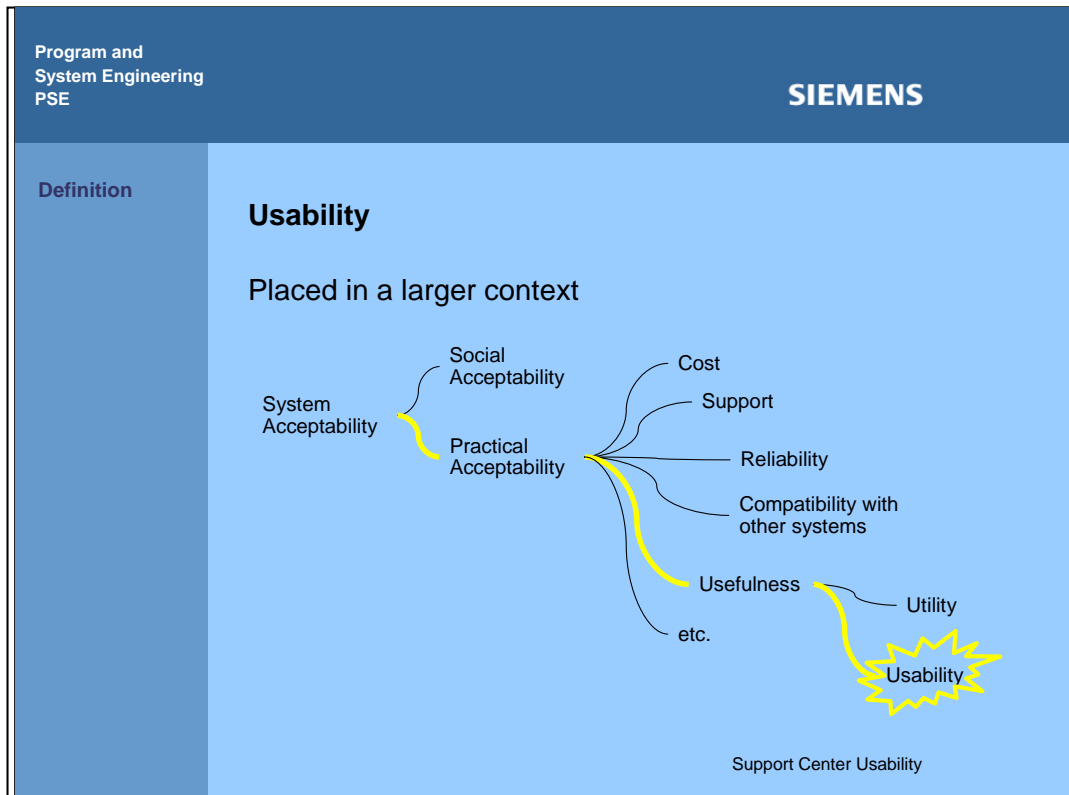 Program and
System Engineering
PSE
SIEMENS
Definition
Usability
Placed in a larger context
System
Acceptability
Social
Acceptability
Practical
Acceptability
Cost
Support
Reliability
Compatibility with
other systems
Usefulness
etc.
Utility
Usability
Support Center Usability